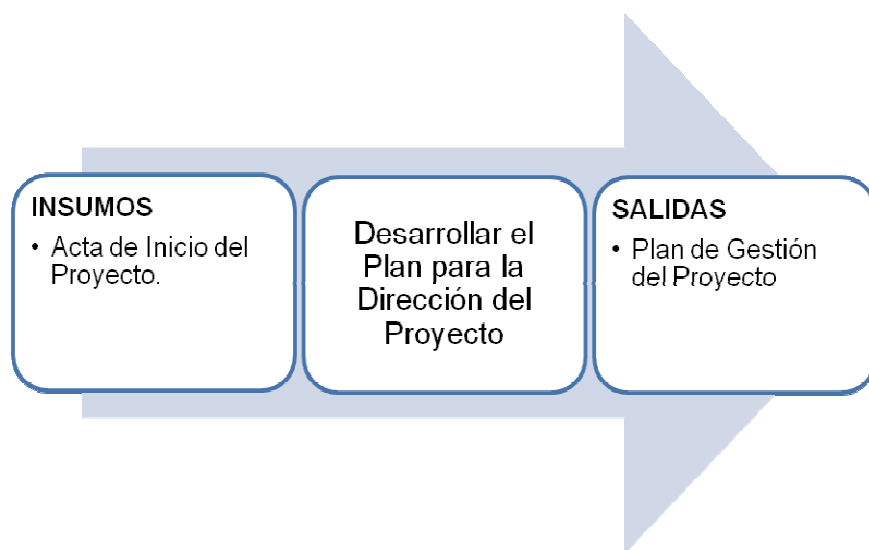 INSUMOS
• Acta de Inicio del
Proyecto.
Desarrollar el
Plan para la
Dirección del
Proyecto
SALIDAS
• Plan de Gestión
del Proyecto